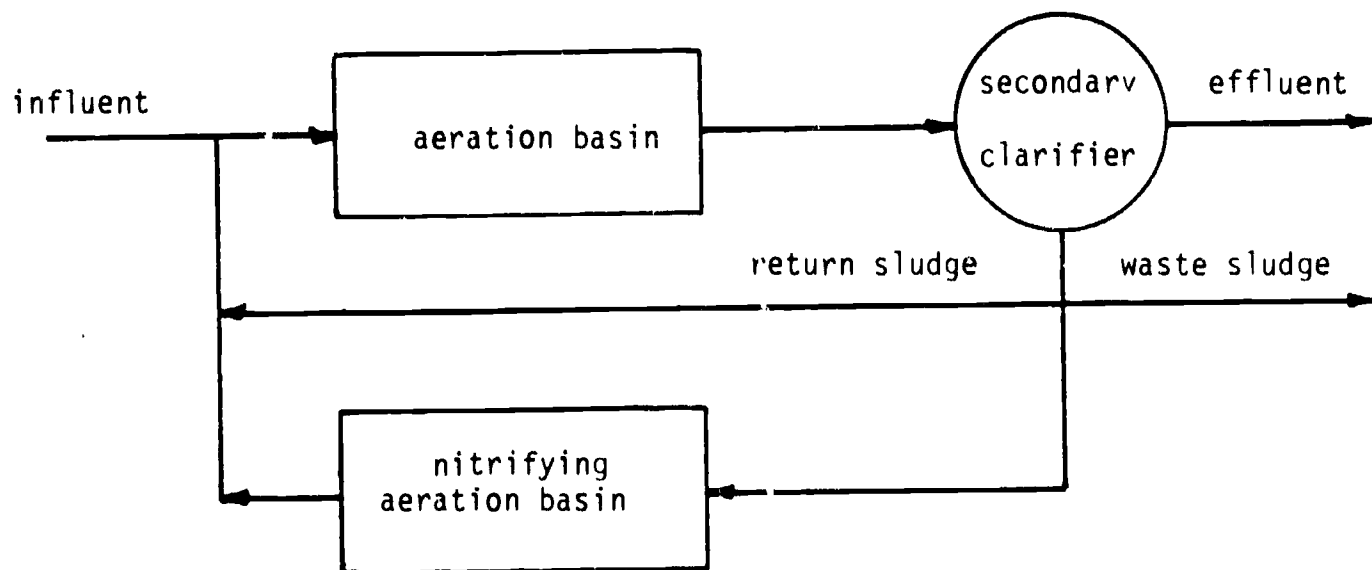 influent
aeration basin
secondarv
clarifier
effluent
return sludge
waste sludge
nitrifying
aeration basin